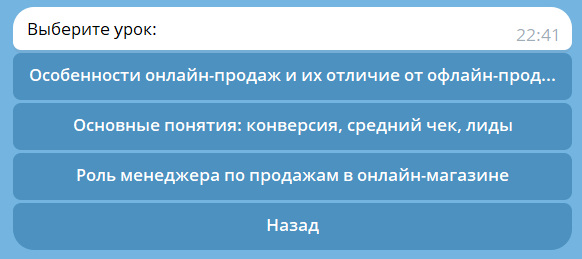 Выберите урок:
22:41
Особенности онлайн-продаж и их отличие от офлайн-прод...
Основные понятия: конверсия, средний чек, лиды
Роль менеджера по продажам в онлайн-магазине
Назад